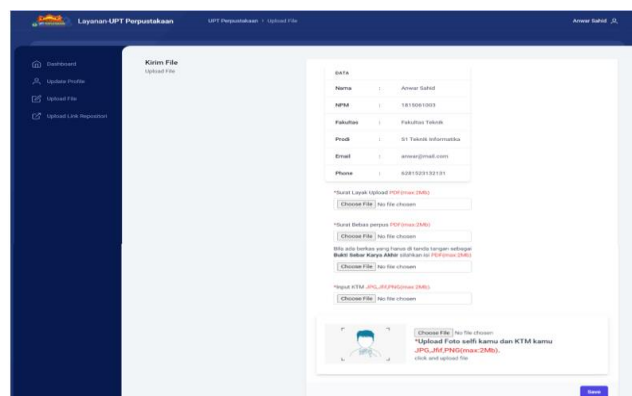 Layanan-UPT Perpustakaan
UPT Perpustakaan / Upload File
Anwar Sahid
Dashboard
Update Profile
Upload File
Upload Link Repositori
Kirim File
Upload File
DATA
Nama : Anwar Sahid
NPM : 1815061003
Fakultas : Fakultas Teknik
Prodi : S1 Teknik Informatika
Email : anwar@mail.com
Phone : 6281523132131
*Surat Layak Upload PDF(max:2Mb)
Choose File No file chosen
*Surat Bebas perpus PDF(max:2Mb)
Choose File No file chosen
Bila ada berkas yang harus di tanda tangan sebagai
Bukti Sebar Karya Akhir silahkan isi PDF(max:2Mb)
Choose File No file chosen
*Input KTM JPG,Jfif,PNG(max:2Mb).
Choose File No file chosen
Choose File No file chosen
*Upload Foto selfi kamu dan KTM kamu
JPG,Jfif,PNG(max:2Mb).
click and upload file
Save